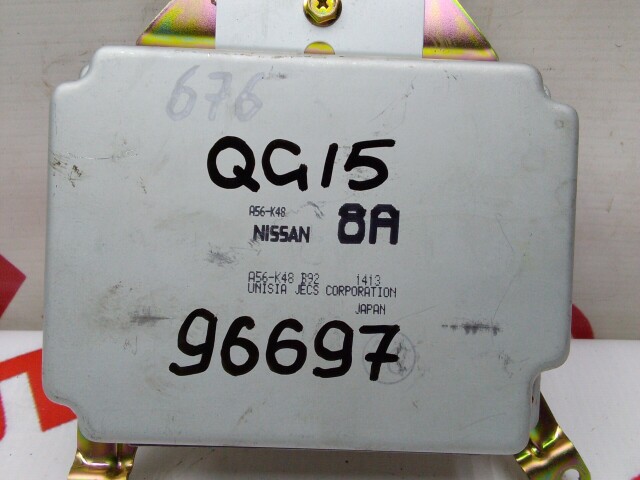 676
QG15
A56-K48
NISSAN 8A
A56-K48 B92 1413
UNISIA JECS CORPORATION
JAPAN
96697